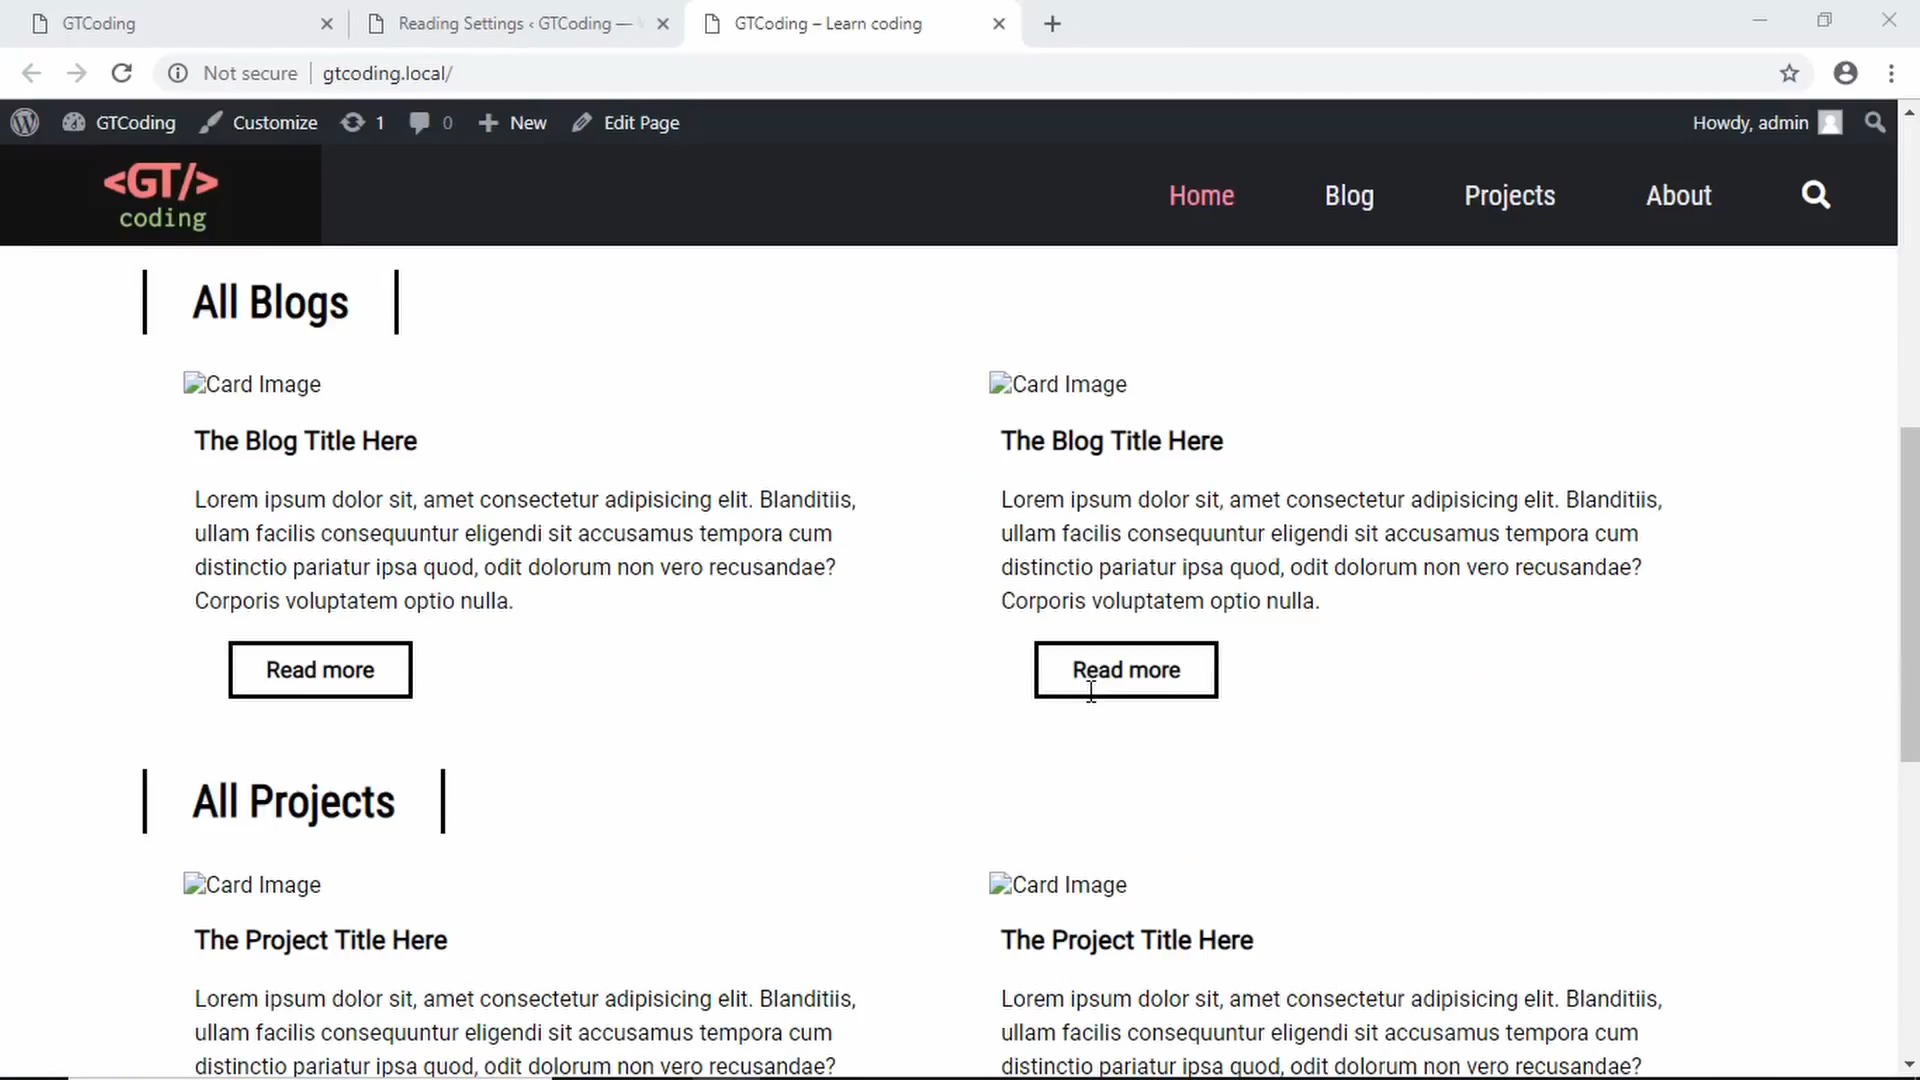 GTCoding
Reading Settings ‹ GTCoding —
GTCoding – Learn coding
Not secure
gtcoding.local/
GTCoding
Customize
1
0
New
Edit Page
Howdy, admin
<GT/>
coding
Home
Blog
Projects
About
All Blogs
Card Image
Card Image
The Blog Title Here
The Blog Title Here
Lorem ipsum dolor sit, amet consectetur adipisicing elit. Blanditiis,
ullam facilis consequuntur eligendi sit accusamus tempora cum
distinctio pariatur ipsa quod, odit dolorum non vero recusandae?
Corporis voluptatem optio nulla.
Lorem ipsum dolor sit, amet consectetur adipisicing elit. Blanditiis,
ullam facilis consequuntur eligendi sit accusamus tempora cum
distinctio pariatur ipsa quod, odit dolorum non vero recusandae?
Corporis voluptatem optio nulla.
Read more
Read more
All Projects
Card Image
Card Image
The Project Title Here
The Project Title Here
Lorem ipsum dolor sit, amet consectetur adipisicing elit. Blanditiis,
ullam facilis consequuntur eligendi sit accusamus tempora cum
distinctio pariatur ipsa quod, odit dolorum non vero recusandae?
Lorem ipsum dolor sit, amet consectetur adipisicing elit. Blanditiis,
ullam facilis consequuntur eligendi sit accusamus tempora cum
distinctio pariatur ipsa quod, odit dolorum non vero recusandae?